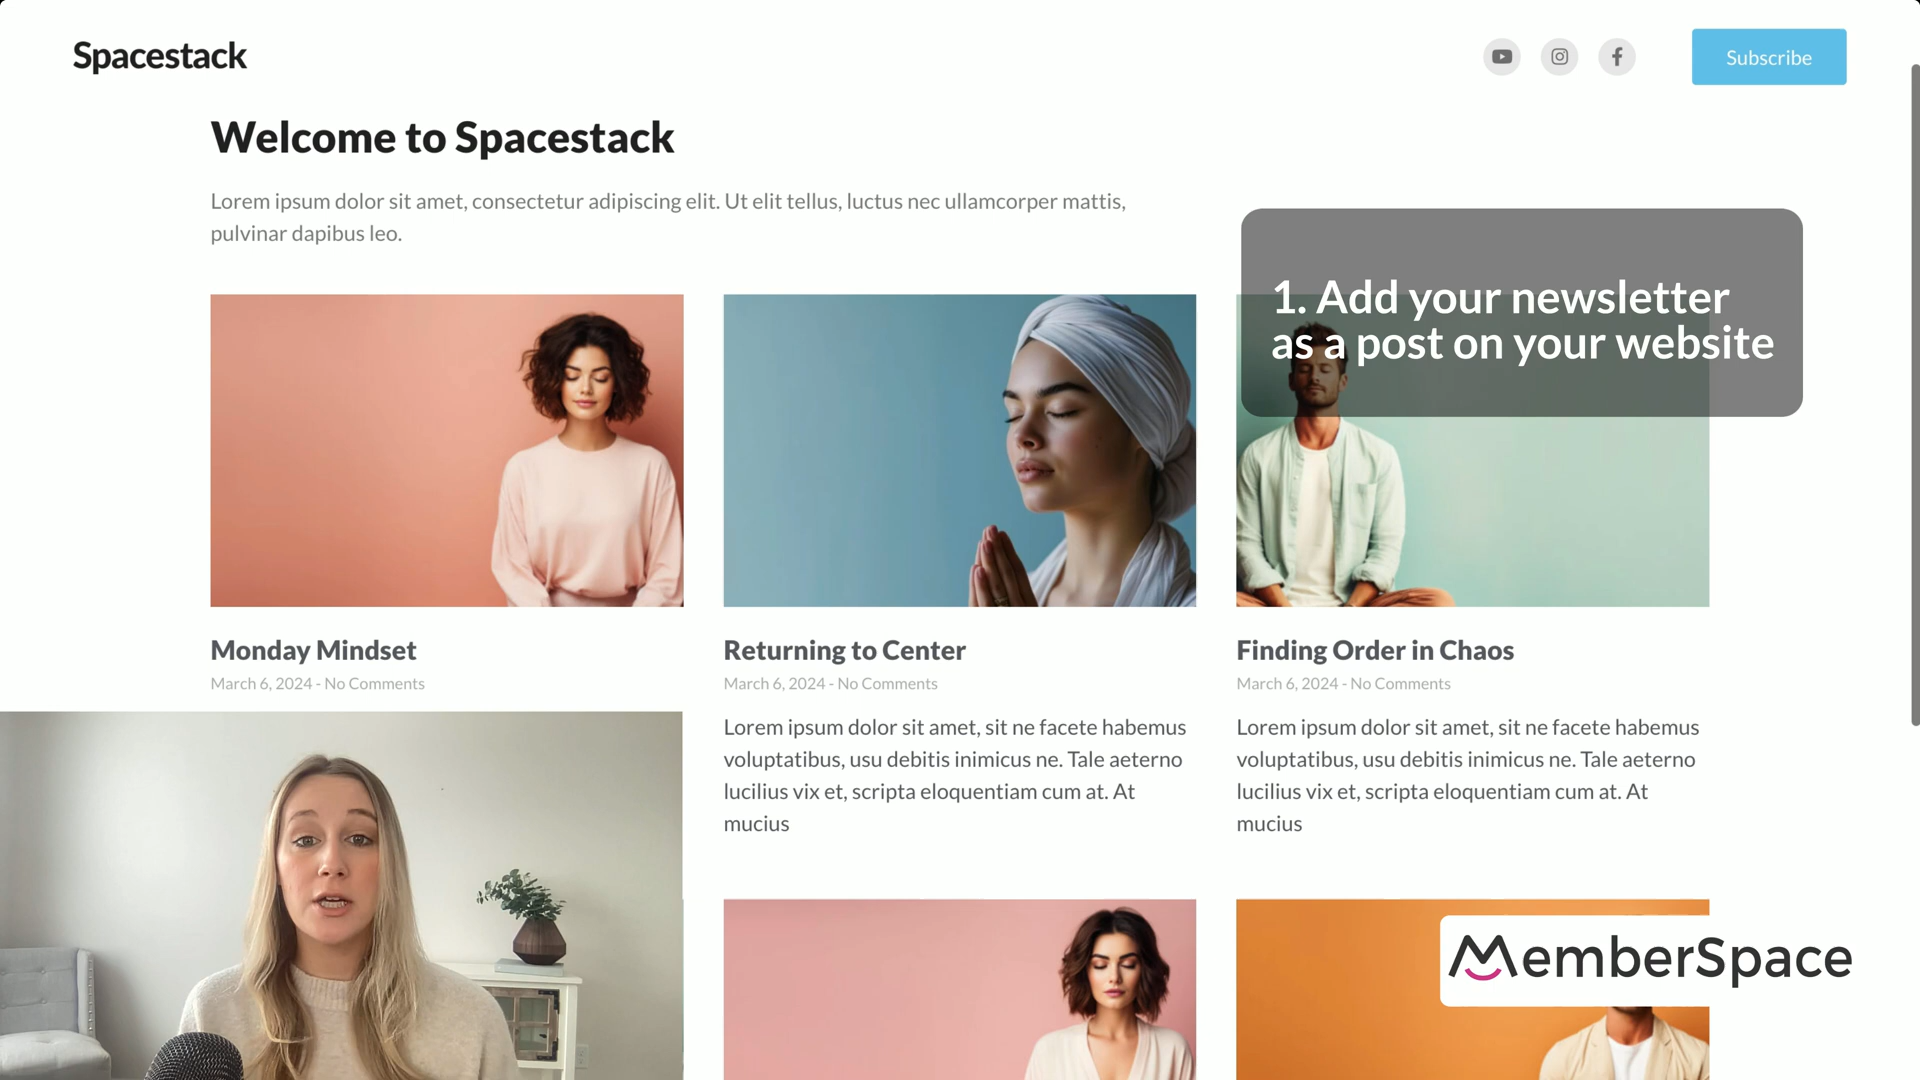 Spacestack
Subscribe
Welcome to Spacestack
Lorem ipsum dolor sit amet, consectetur adipiscing elit. Ut elit tellus, luctus nec ullamcorper mattis,
pulvinar dapibus leo.
1. Add your newsletter
as a post on your website
Monday Mindset
March 6, 2024 - No Comments
Returning to Center
March 6, 2024 - No Comments
Lorem ipsum dolor sit amet, sit ne facete habemus
voluptatibus, usu debitis inimicus ne. Tale aeterno
lucilius vix et, scripta eloquentiam cum at. At
mucius
Finding Order in Chaos
March 6, 2024 - No Comments
Lorem ipsum dolor sit amet, sit ne facete habemus
voluptatibus, usu debitis inimicus ne. Tale aeterno
lucilius vix et, scripta eloquentiam cum at. At
mucius
MemberSpace